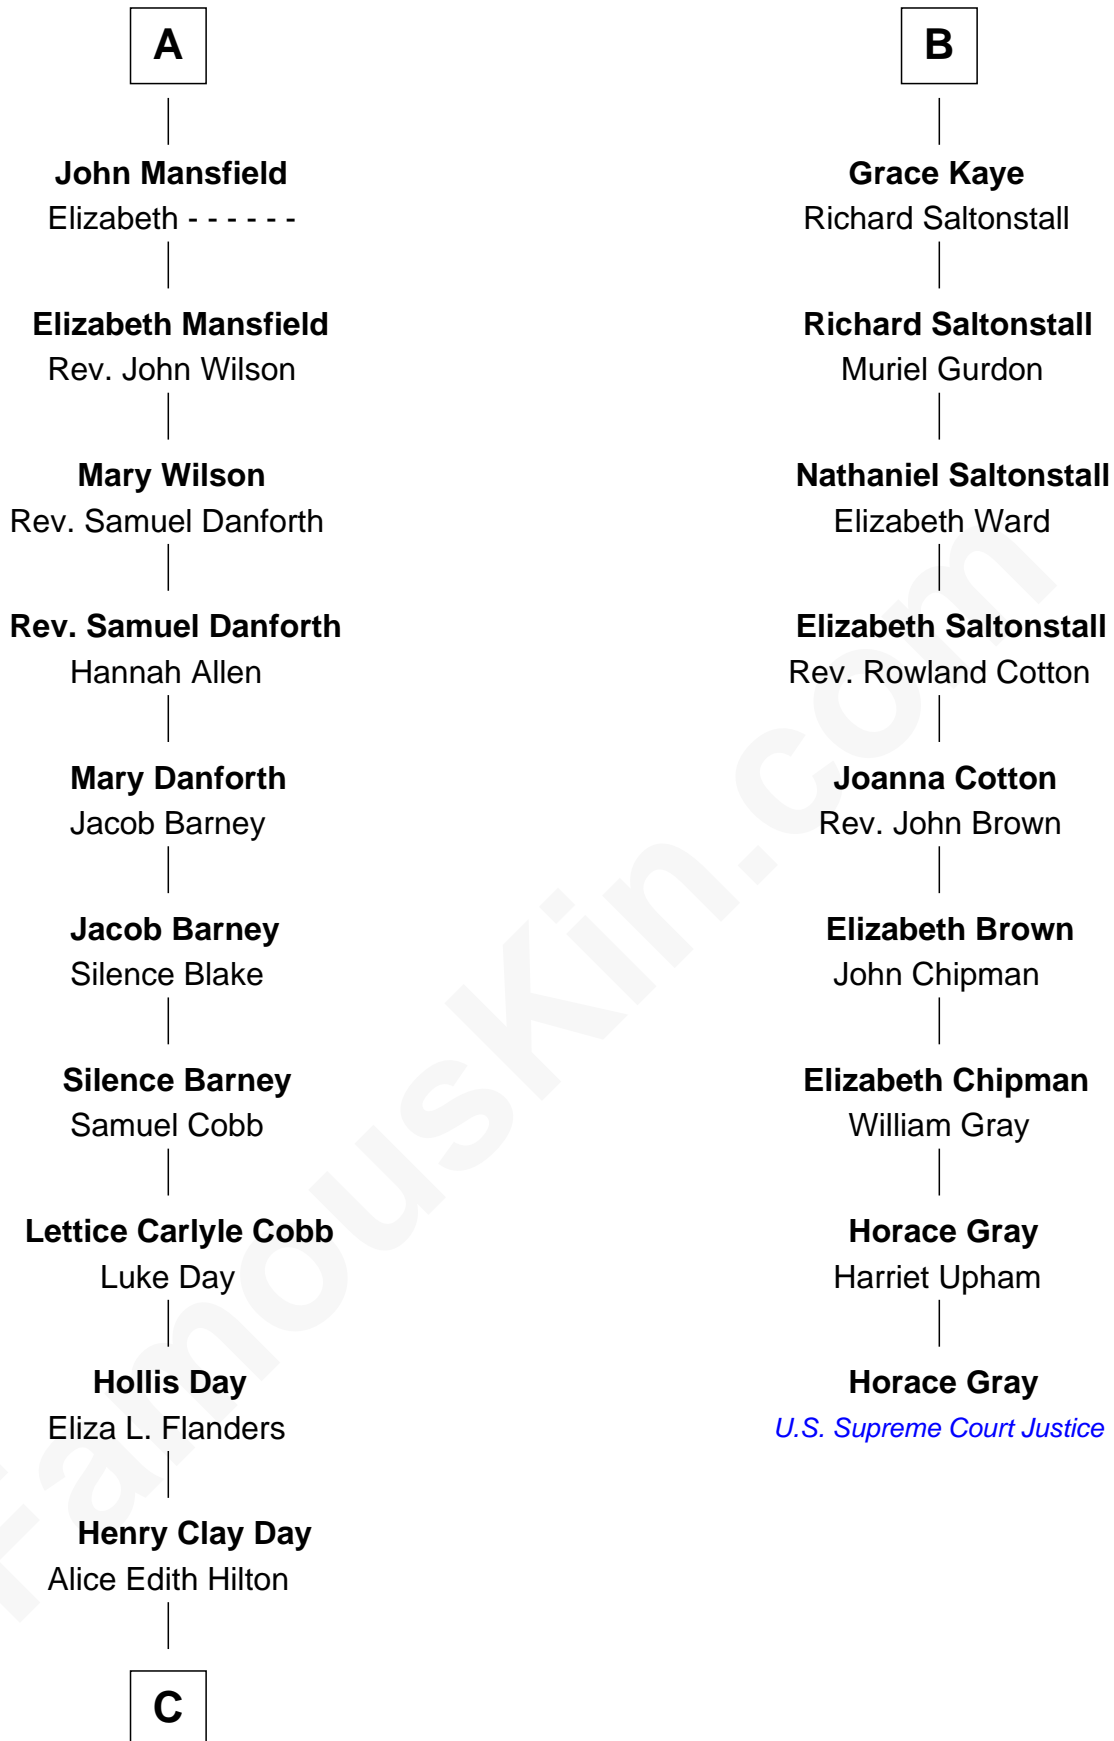 A
John Mansfield
Elizabeth - - - - - -
Elizabeth Mansfield
Rev. John Wilson
Mary Wilson
Rev. Samuel Danforth
Rev. Samuel Danforth
Hannah Allen
Mary Danforth
Jacob Barney
Jacob Barney
Silence Blake
Silence Barney
Samuel Cobb
Lettice Carlyle Cobb
Luke Day
Hollis Day
Eliza L. Flanders
Henry Clay Day
Alice Edith Hilton
C
B
Grace Kaye
Richard Saltonstall
Richard Saltonstall
Muriel Gurdon
Nathaniel Saltonstall
Elizabeth Ward
Elizabeth Saltonstall
Rev. Rowland Cotton
Joanna Cotton
Rev. John Brown
Elizabeth Brown
John Chipman
Elizabeth Chipman
William Gray
Horace Gray
Harriet Upham
Horace Gray
U.S. Supreme Court Justice
FamousKin.com